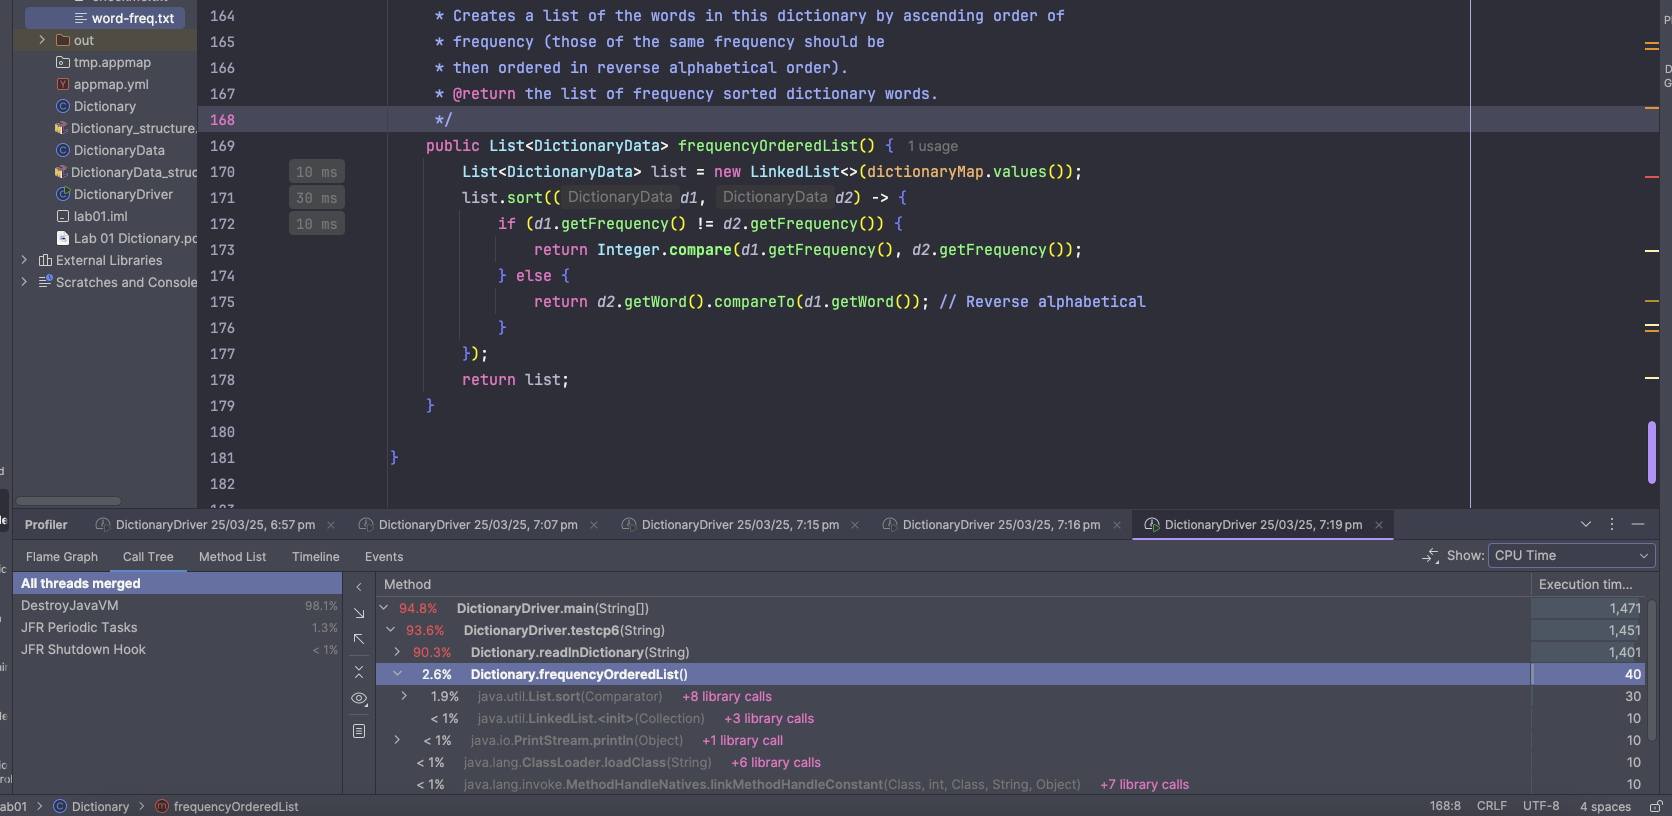 word-freq.txt
out
tmp.appmap
appmap.yml
Dictionary
Dictionary_structure.
DictionaryData
DictionaryData_struc
DictionaryDriver
lab01.iml
Lab 01 Dictionary.pd
External Libraries
Scratches and Console
164 * Creates a list of the words in this dictionary by ascending order of
165 * frequency (those of the same frequency should be
166 * then ordered in reverse alphabetical order).
167 * @return the list of frequency sorted dictionary words.
168 */
169 public List<DictionaryData> frequencyOrderedList() { 1 usage
170 10 ms List<DictionaryData> list = new LinkedList<>(dictionaryMap.values());
171 30 ms list.sort(( DictionaryData d1, DictionaryData d2) -> {
172 10 ms if (d1.getFrequency() != d2.getFrequency()) {
173 return Integer.compare(d1.getFrequency(), d2.getFrequency());
174 } else {
175 return d2.getWord().compareTo(d1.getWord()); // Reverse alphabetical
176 }
177 });
178 return list;
179 }
180
181 }
182
Profiler DictionaryDriver 25/03/25, 6:57 pm DictionaryDriver 25/03/25, 7:07 pm DictionaryDriver 25/03/25, 7:15 pm DictionaryDriver 25/03/25, 7:16 pm DictionaryDriver 25/03/25, 7:19 pm
Flame Graph Call Tree Method List Timeline Events Show: CPU Time
All threads merged
DestroyJavaVM 98.1%
JFR Periodic Tasks 1.3%
JFR Shutdown Hook < 1%
Method Execution tim...
94.8% DictionaryDriver.main(String[]) 1,471
93.6% DictionaryDriver.testcp6(String) 1,451
90.3% Dictionary.readInDictionary(String) 1,401
2.6% Dictionary.frequencyOrderedList() 40
1.9% java.util.List.sort(Comparator) +8 library calls 30
< 1% java.util.LinkedList.<init>(Collection) +3 library calls 10
< 1% java.io.PrintStream.println(Object) +1 library call 10
< 1% java.lang.ClassLoader.loadClass(String) +6 library calls 10
< 1% java.lang.invoke.MethodHandleNatives.linkMethodHandleConstant(Class, int, Class, String, Object) +7 library calls 10
ab01 > Dictionary > frequencyOrderedList 168:8 CRLF UTF-8 4 spaces